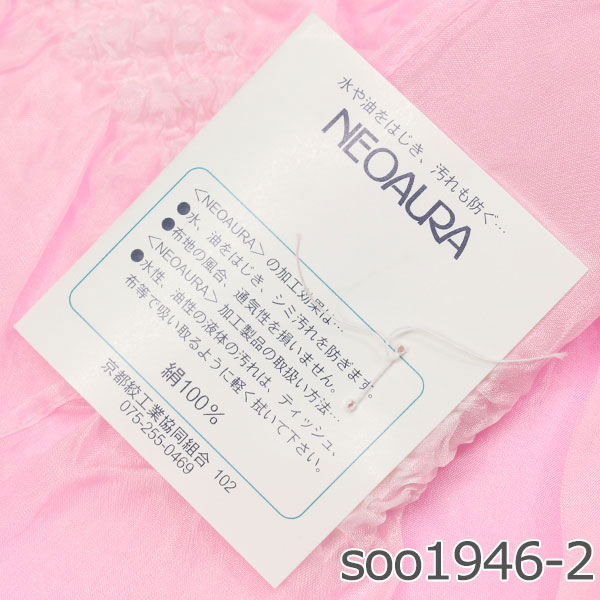 水や油をはじき、汚れも防ぐ…
NEOAURA
〈NEOAURA〉の加工効果は…
●水、油をはじき、シミ汚れを防ぎます。
●布地の風合、通気性を損いません。
〈NEOAURA〉加工製品の取扱い方法…
●水性、油性の液体の汚れは、ティッシュ、
布等で吸い取るように軽く拭いて下さい。
絹100%
京都絞工業協同組合 102
075-255-0469
soo1946-2